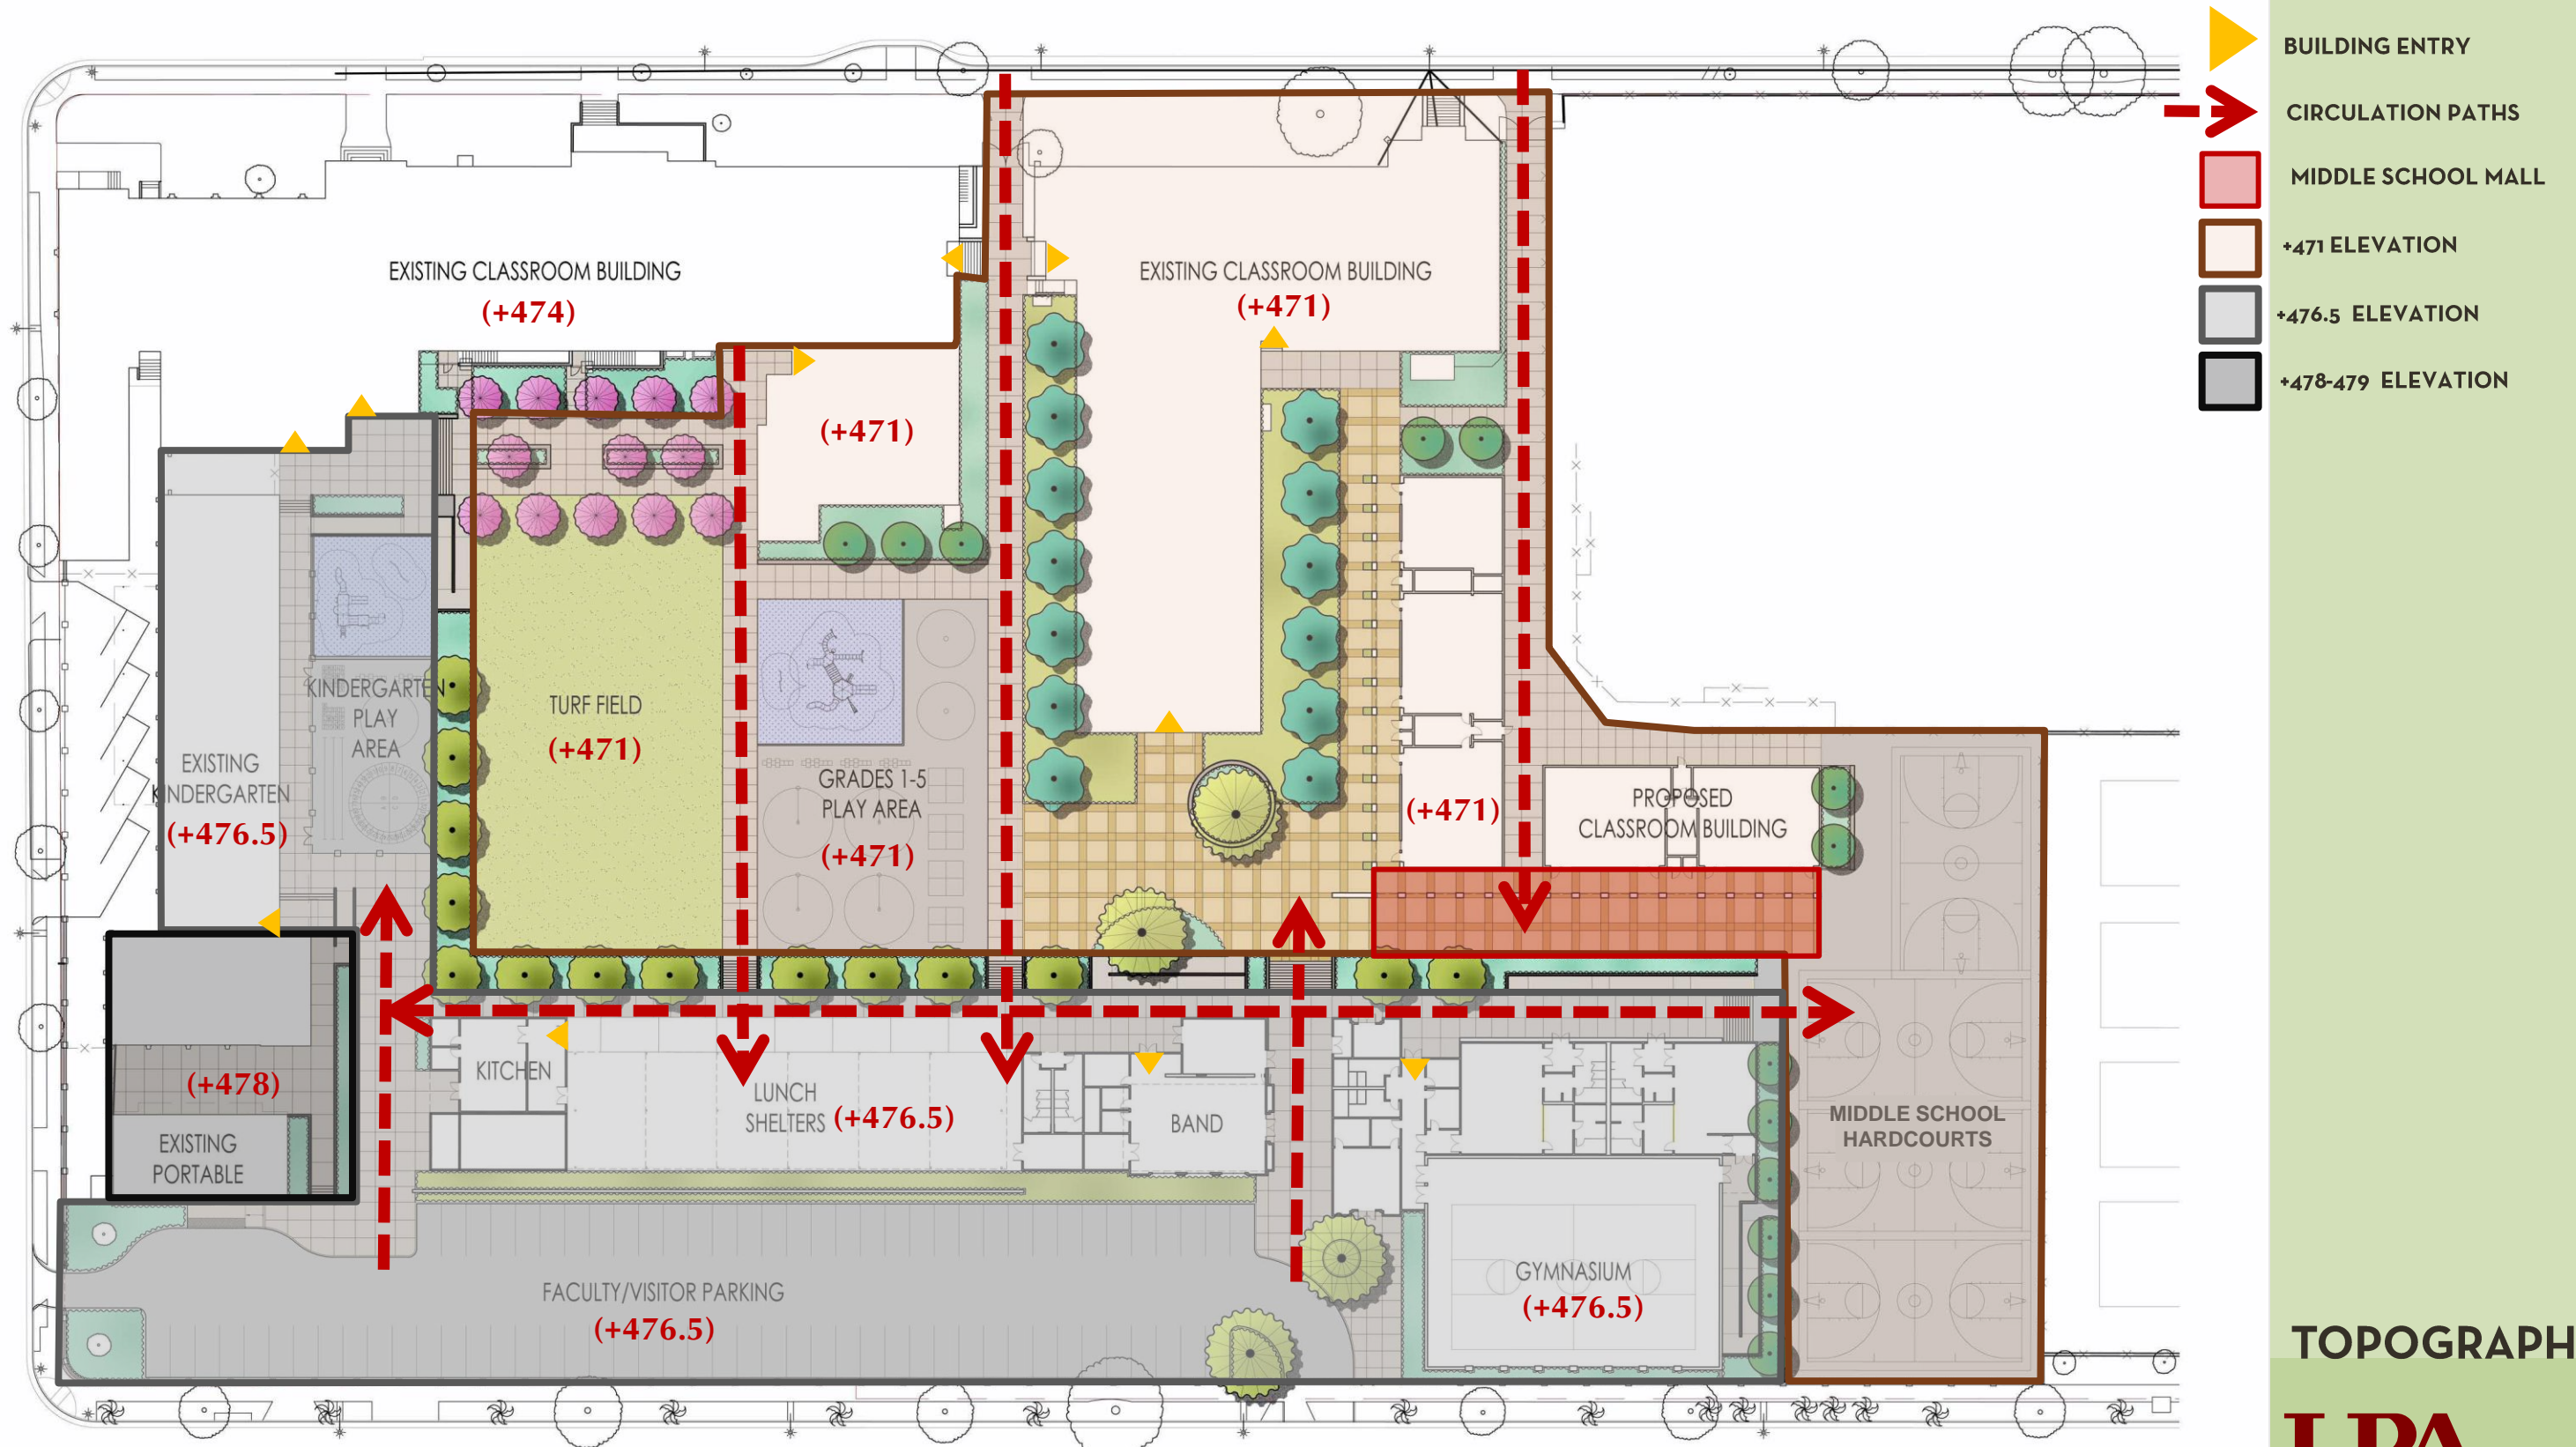 BUILDING ENTRY
CIRCULATION PATHS
MIDDLE SCHOOL MALL
+471 ELEVATION
+476.5 ELEVATION
+478-479 ELEVATION
EXISTING CLASSROOM BUILDING
(+474)
EXISTING CLASSROOM BUILDING
(+471)
(+471)
KINDERGARTEN
PLAY
AREA
TURF FIELD
(+471)
EXISTING
KINDERGARTEN
(+476.5)
GRADES 1-5
PLAY AREA
(+471)
(+471)
PROPOSED
CLASSROOM BUILDING
KITCHEN
LUNCH
SHELTERS (+476.5)
BAND
(+478)
EXISTING
PORTABLE
MIDDLE SCHOOL
HARDCOURTS
GYMNASIUM
(+476.5)
FACULTY/VISITOR PARKING
(+476.5)
TOPOGRAPH
LPA